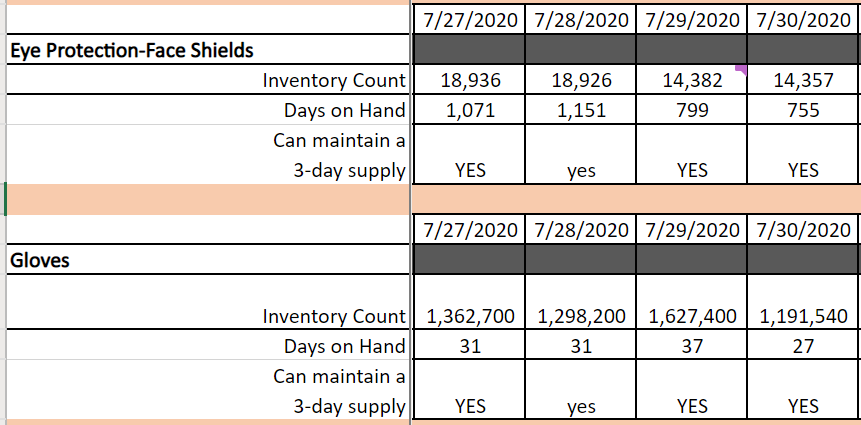 7/27/2020 7/28/2020 7/29/2020 7/30/2020
Eye Protection-Face Shields
Inventory Count 18,936 18,926 14,382 14,357
Days on Hand 1,071 1,151 799 755
Can maintain a
3-day supply YES yes YES YES
7/27/2020 7/28/2020 7/29/2020 7/30/2020
Gloves
Inventory Count 1,362,700 1,298,200 1,627,400 1,191,540
Days on Hand 31 31 37 27
Can maintain a
3-day supply YES yes YES YES